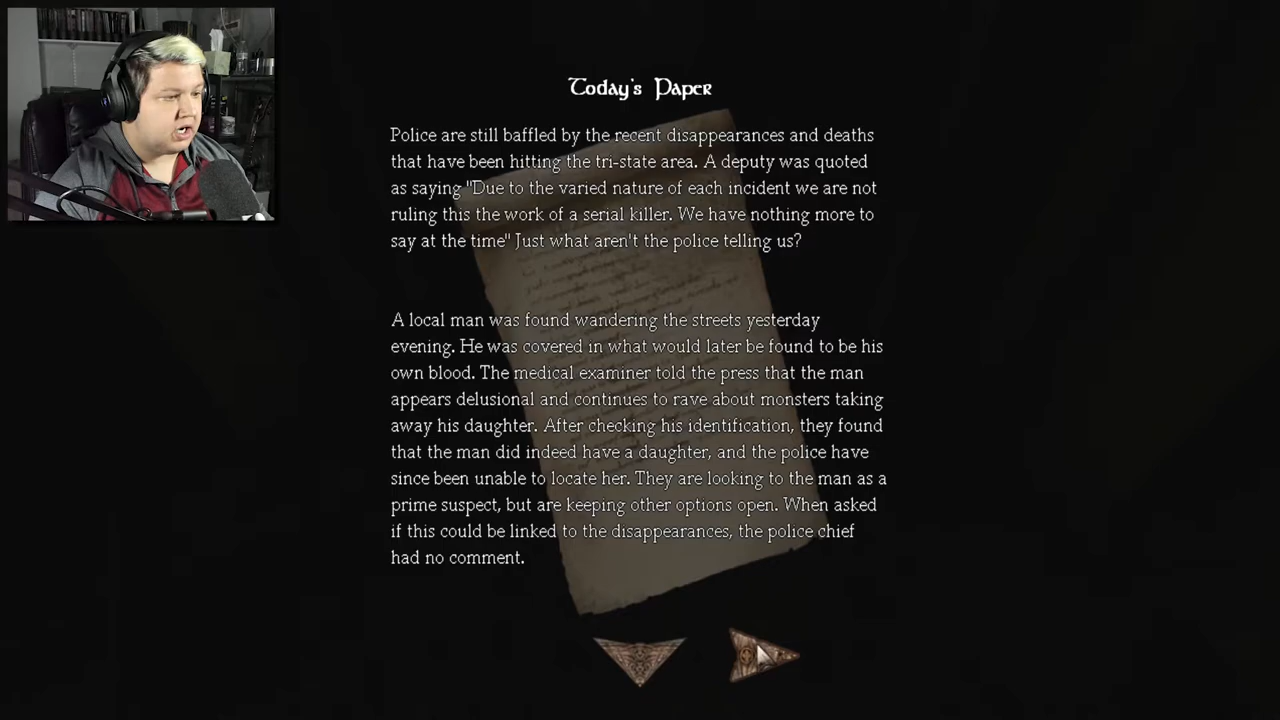 Today's Paper
Police are still baffled by the recent disappearances and deaths
that have been hitting the tri-state area. A deputy was quoted
as saying "Due to the varied nature of each incident we are not
ruling this the work of a serial killer. We have nothing more to
say at the time" Just what aren't the police telling us?
A local man was found wandering the streets yesterday
evening. He was covered in what would later be found to be his
own blood. The medical examiner told the press that the man
appears delusional and continues to rave about monsters taking
away his daughter. After checking his identification, they found
that the man did indeed have a daughter, and the police have
since been unable to locate her. They are looking to the man as a
prime suspect, but are keeping other options open. When asked
if this could be linked to the disappearances, the police chief
had no comment.